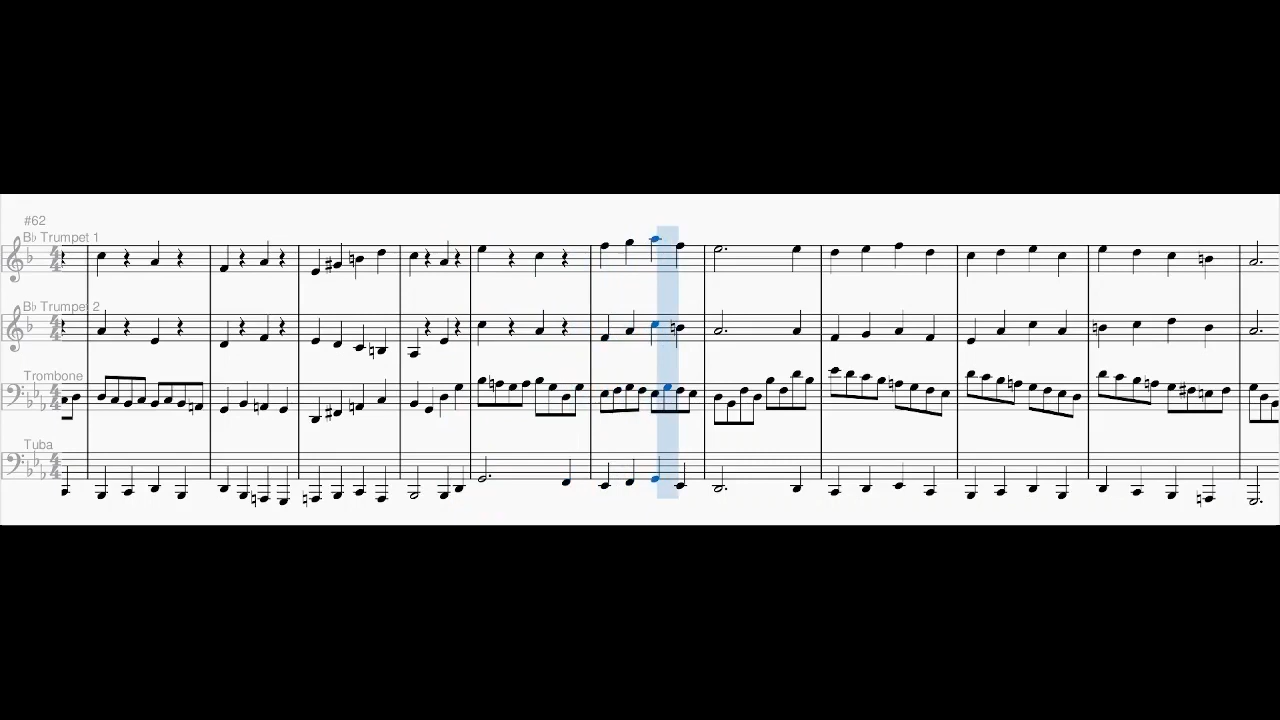 #62
B♭ Trumpet 1
B♭ Trumpet 2
Trombone
Tuba